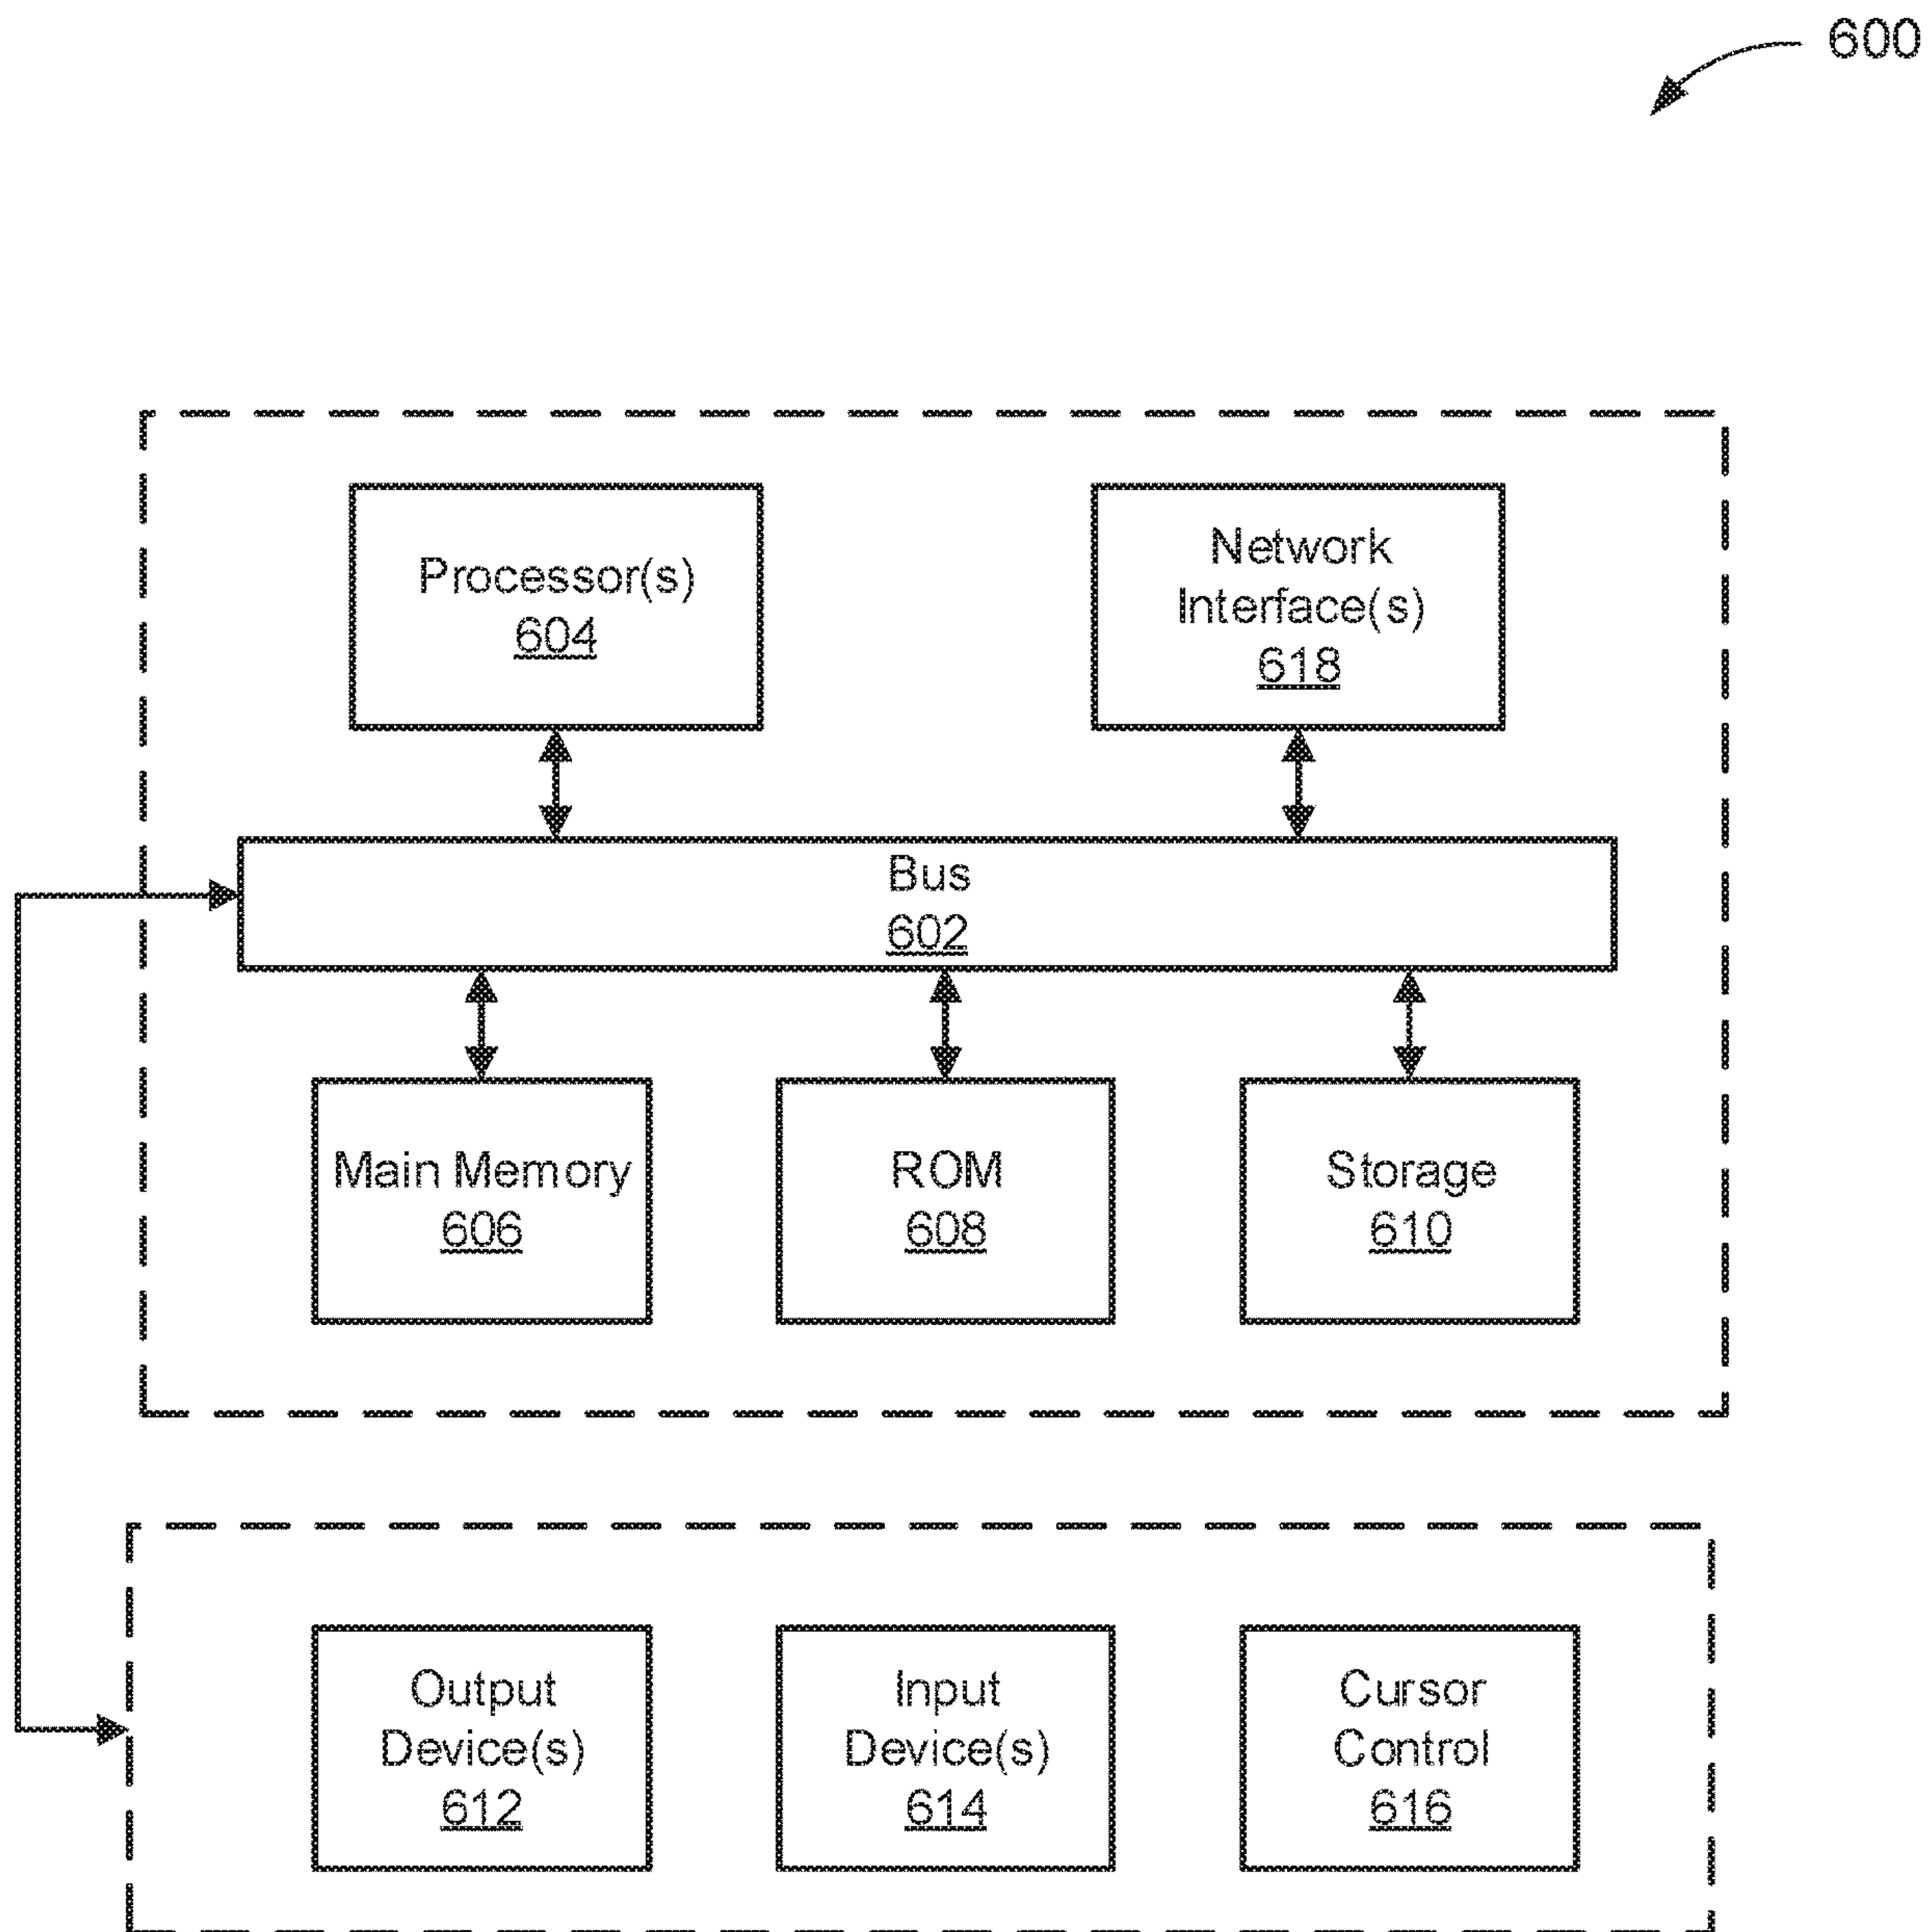 600
Processor(s)
604
Network
Interface(s)
618
Bus
602
Main Memory
606
ROM
608
Storage
610
Output
Device(s)
612
Input
Device(s)
614
Cursor
Control
616